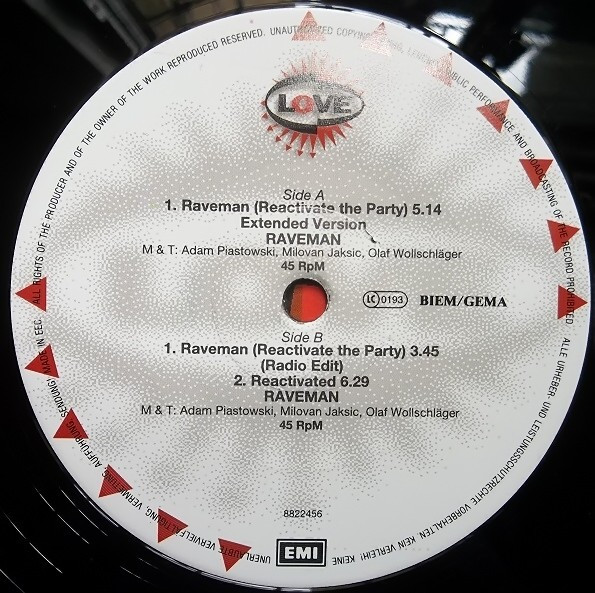 LOVE
Side A
1. Raveman (Reactivate the Party) 5.14
Extended Version
RAVEMAN
M & T: Adam Piastowski, Milovan Jaksic, Olaf Wollschläger
45 RpM
LC 0193 BIEM/GEMA
Side B
1. Raveman (Reactivate the Party) 3.45
(Radio Edit)
2. Reactivated 6.29
RAVEMAN
M & T: Adam Piastowski, Milovan Jaksic, Olaf Wollschläger
45 RpM
8822456
EMI
ALL RIGHTS OF THE PRODUCER AND OF THE OWNER OF THE WORK REPRODUCED RESERVED. UNAUTHORIZED COPYING, PUBLIC PERFORMANCE AND BROADCASTING OF THE RECORD PROHIBITED.
ALLE URHEBER- UND LEISTUNGSSCHUTZRECHTE VORBEHALTEN. KEIN VERLEIH! KEINE UNERLAUBTE VERVIELFÄLTIGUNG, VERMIETUNG, AUFFÜHRUNG, SENDUNG! MADE IN EEC.